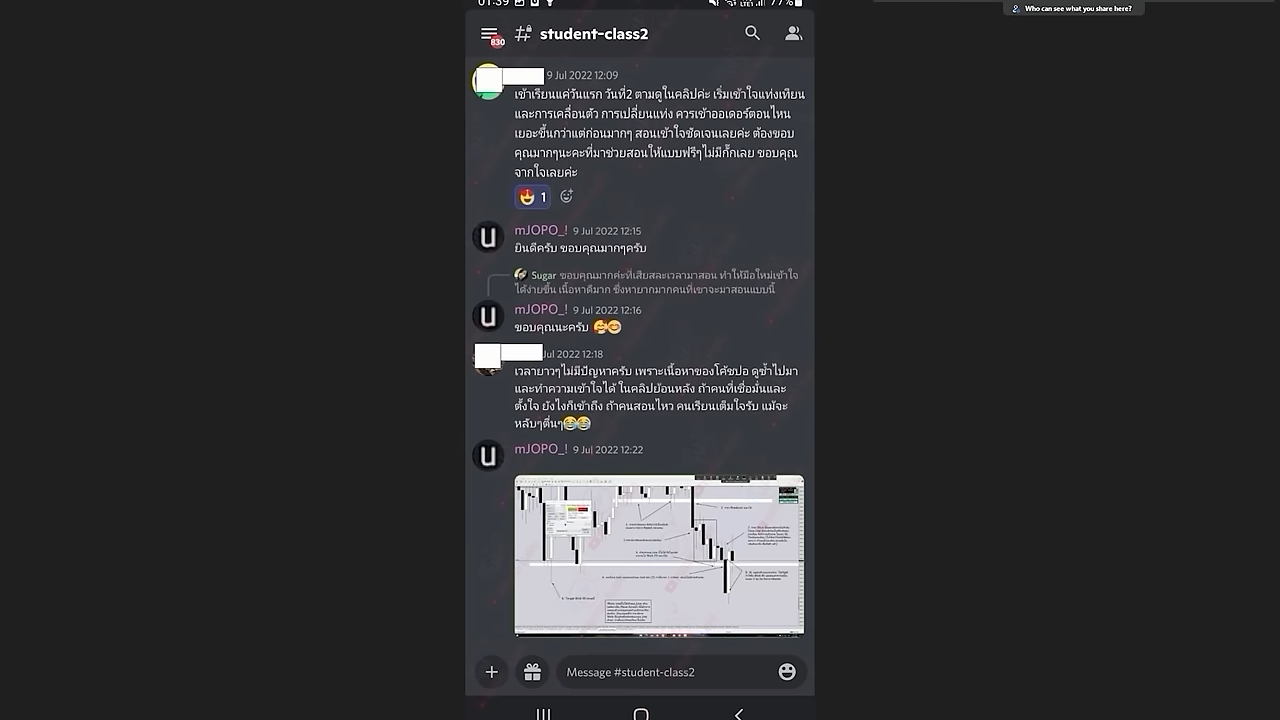 01:39
77%
Who can see what you share here?
830
student-class2
9 Jul 2022 12:09
เข้าเรียนแค่วันแรก วันที่2 ตามดูในคลิปค่ะ เริ่มเข้าใจแท่งเทียน
และการเคลื่อนตัว การเปลี่ยนแท่ง ควรเข้าออเดอร์ตอนไหน
เยอะขึ้นกว่าแต่ก่อนมากๆ สอนเข้าใจชัดเจนเลยค่ะ ต้องขอบ
คุณมากๆนะคะที่มาช่วยสอนให้แบบฟรีๆไม่มีกั๊กเลย ขอบคุณ
จากใจเลยค่ะ
1
mJOPO_! 9 Jul 2022 12:15
ยินดีครับ ขอบคุณมากๆครับ
Sugar ขอบคุณมากค่ะที่เสียสละเวลามาสอน ทำให้มือใหม่เข้าใจ
ได้ง่ายขึ้น เนื้อหาดีมาก ซึ่งหายากมากคนที่เขาจะมาสอนแบบนี้
mJOPO_! 9 Jul 2022 12:16
ขอบคุณนะครับ
Jul 2022 12:18
เวลายาวๆไม่มีปัญหาครับ เพราะเนื้อหาของโค้ชปอ ดูซ้ำไปมา
และทำความเข้าใจได้ ในคลิปย้อนหลัง ถ้าคนที่เชื่อมั่นและ
ตั้งใจ ยังไงก็เข้าถึง ถ้าคนสอนไหว คนเรียนเต็มใจรับ แม้จะ
หลับๆตื่นๆ
mJOPO_! 9 Jul 2022 12:22
Message #student-class2